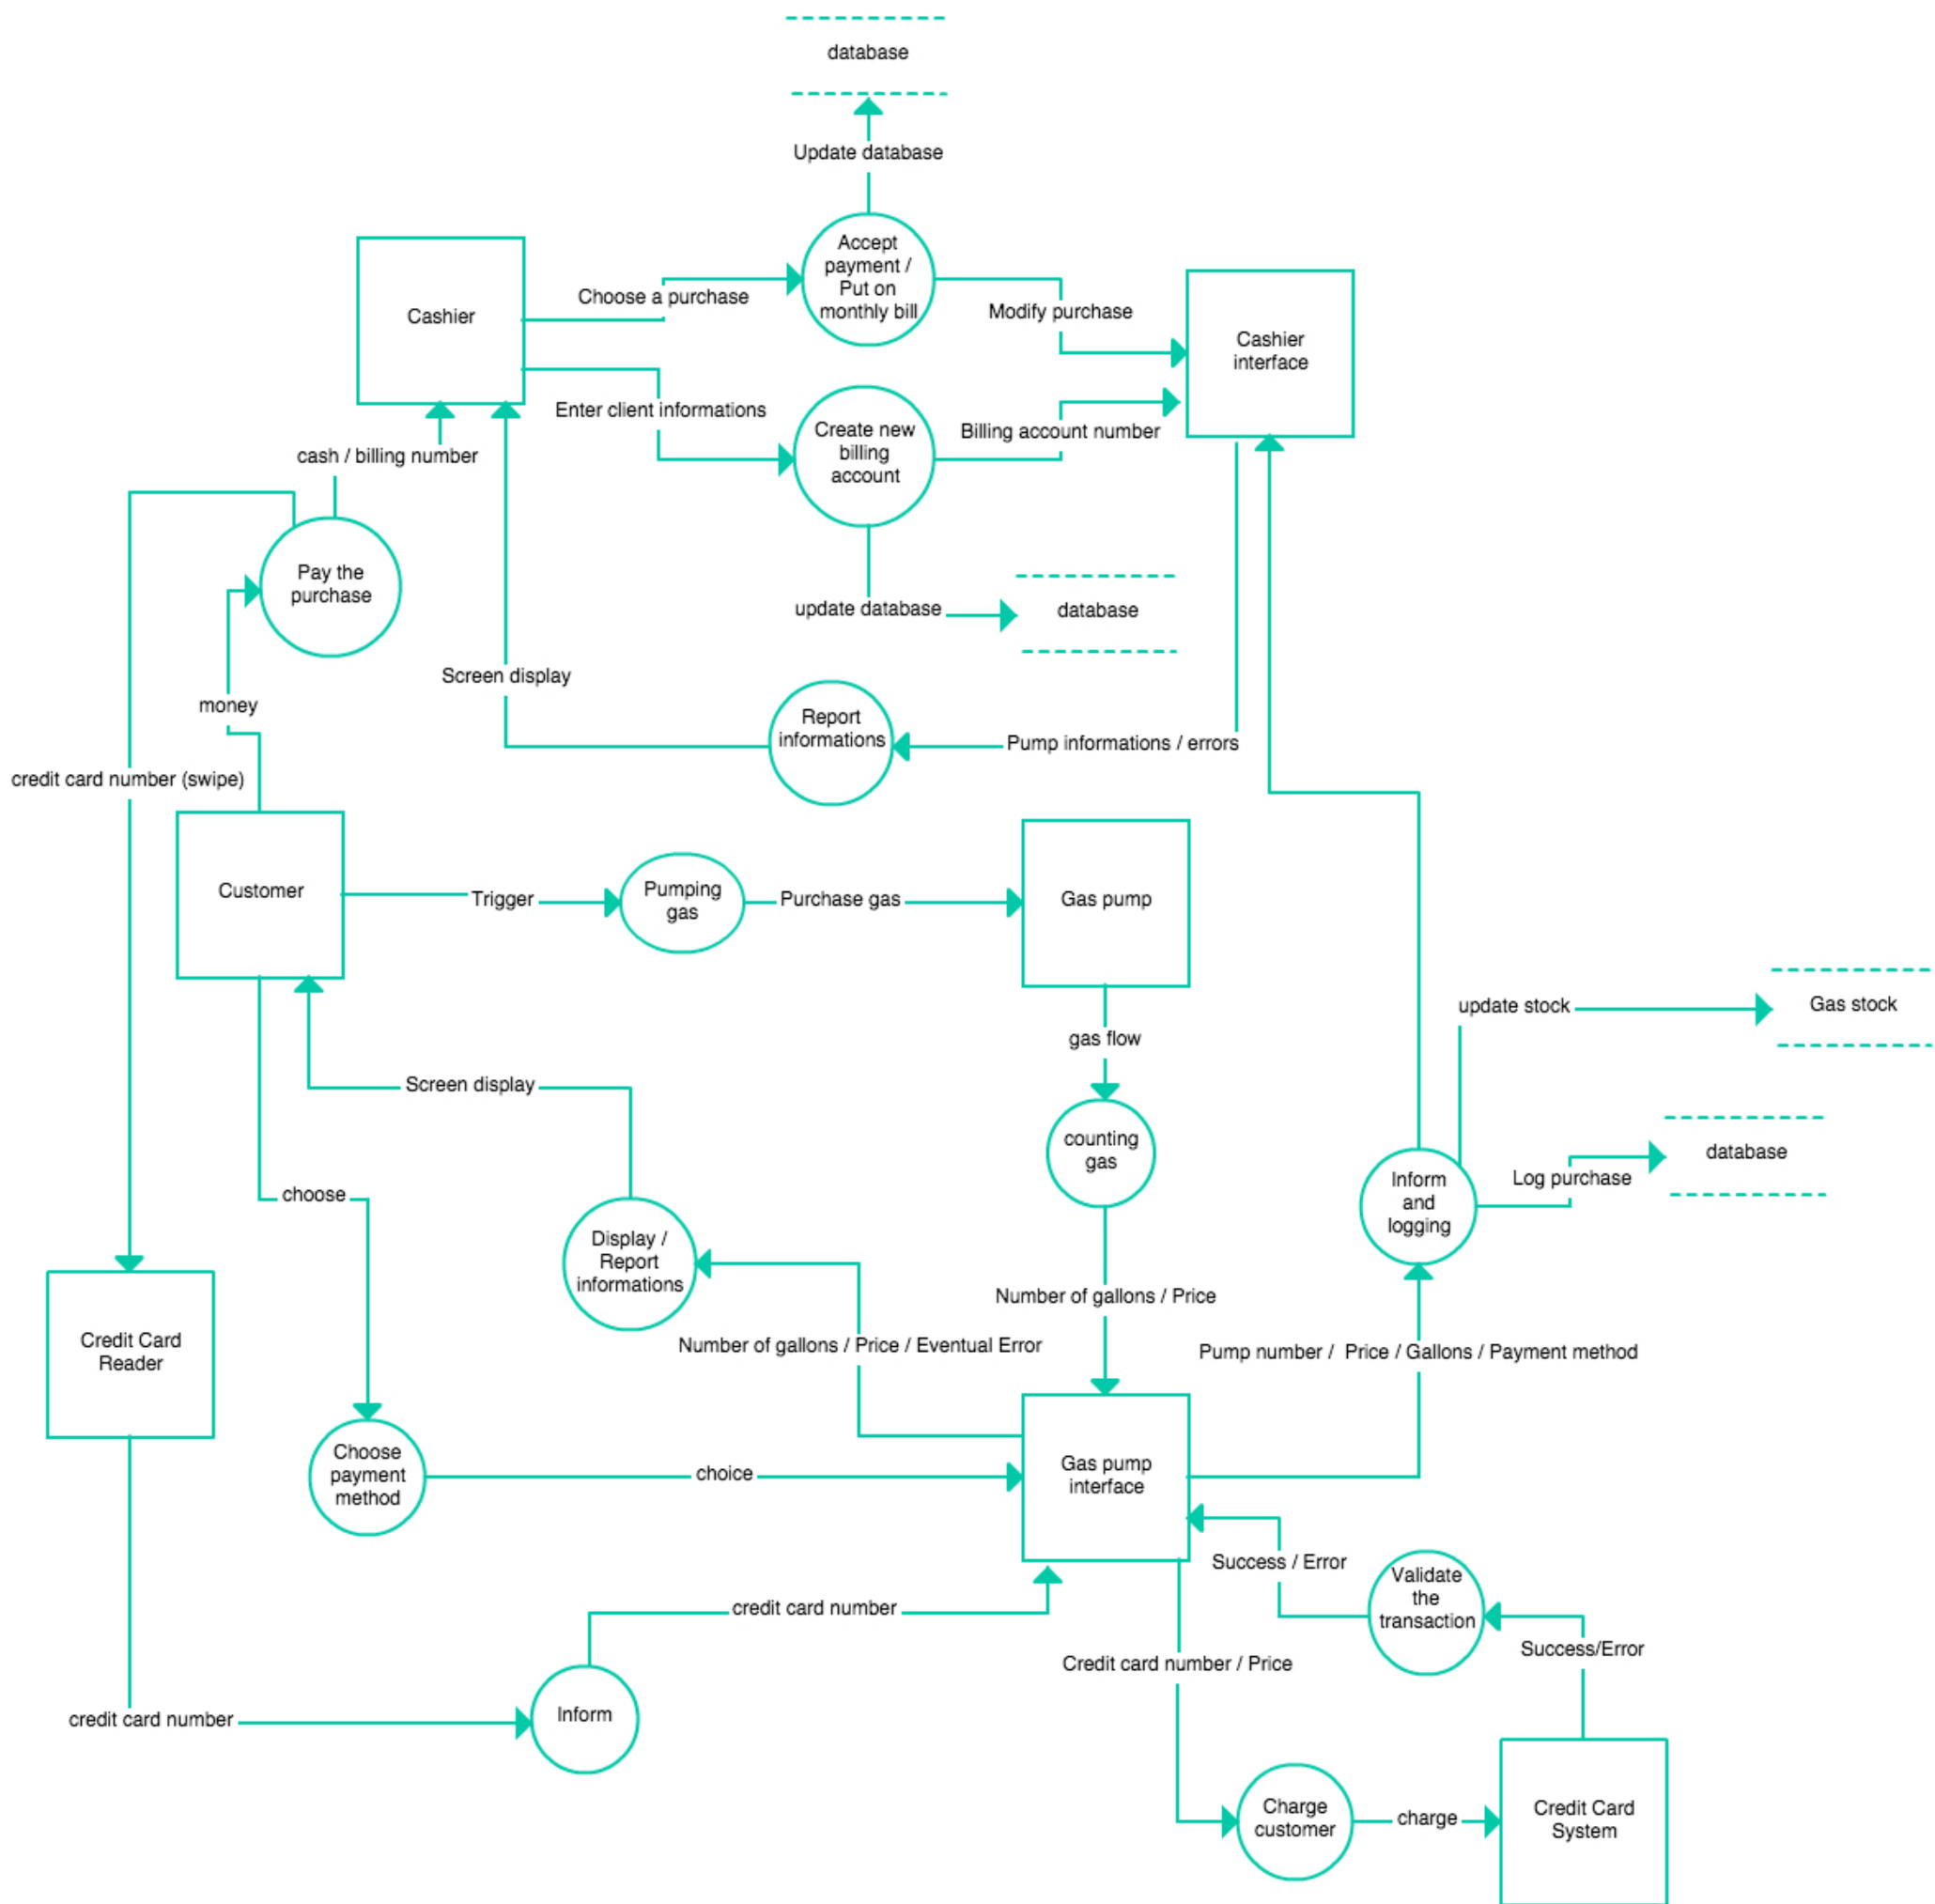 database
Update database
Accept
payment /
Put on
monthly bill
Cashier
Choose a purchase
Modify purchase
Cashier
interface
Enter client informations
Create new
billing
account
Billing account number
cash / billing number
Pay the
purchase
update database
database
Screen display
money
Report
informations
Pump informations / errors
credit card number (swipe)
Customer
Trigger
Pumping
gas
Purchase gas
Gas pump
gas flow
update stock
Gas stock
Screen display
counting
gas
database
Log purchase
Inform
and
logging
choose
Display /
Report
informations
Number of gallons / Price
Number of gallons / Price / Eventual Error
Pump number /  Price / Gallons / Payment method
Credit Card
Reader
Choose
payment
method
choice
Gas pump
interface
Success / Error
Validate
the
transaction
credit card number
Success/Error
Credit card number / Price
credit card number
Inform
Charge
customer
charge
Credit Card
System